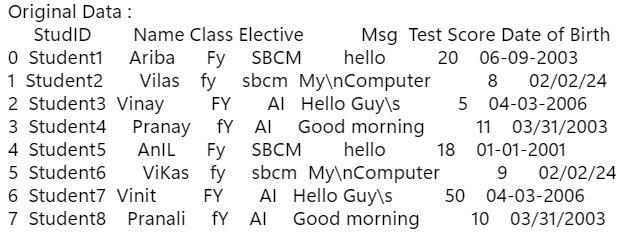 Original Data :
StudID Name Class Elective Msg Test Score Date of Birth
0 Student1 Ariba Fy SBCM hello 20 06-09-2003
1 Student2 Vilas fy sbcm My\nComputer 8 02/02/24
2 Student3 Vinay FY AI Hello Guy\s 5 04-03-2006
3 Student4 Pranay fY AI Good morning 11 03/31/2003
4 Student5 AnIL Fy SBCM hello 18 01-01-2001
5 Student6 ViKas fy sbcm My\nComputer 9 02/02/24
6 Student7 Vinit FY AI Hello Guy\s 50 04-03-2006
7 Student8 Pranali fY AI Good morning 10 03/31/2003